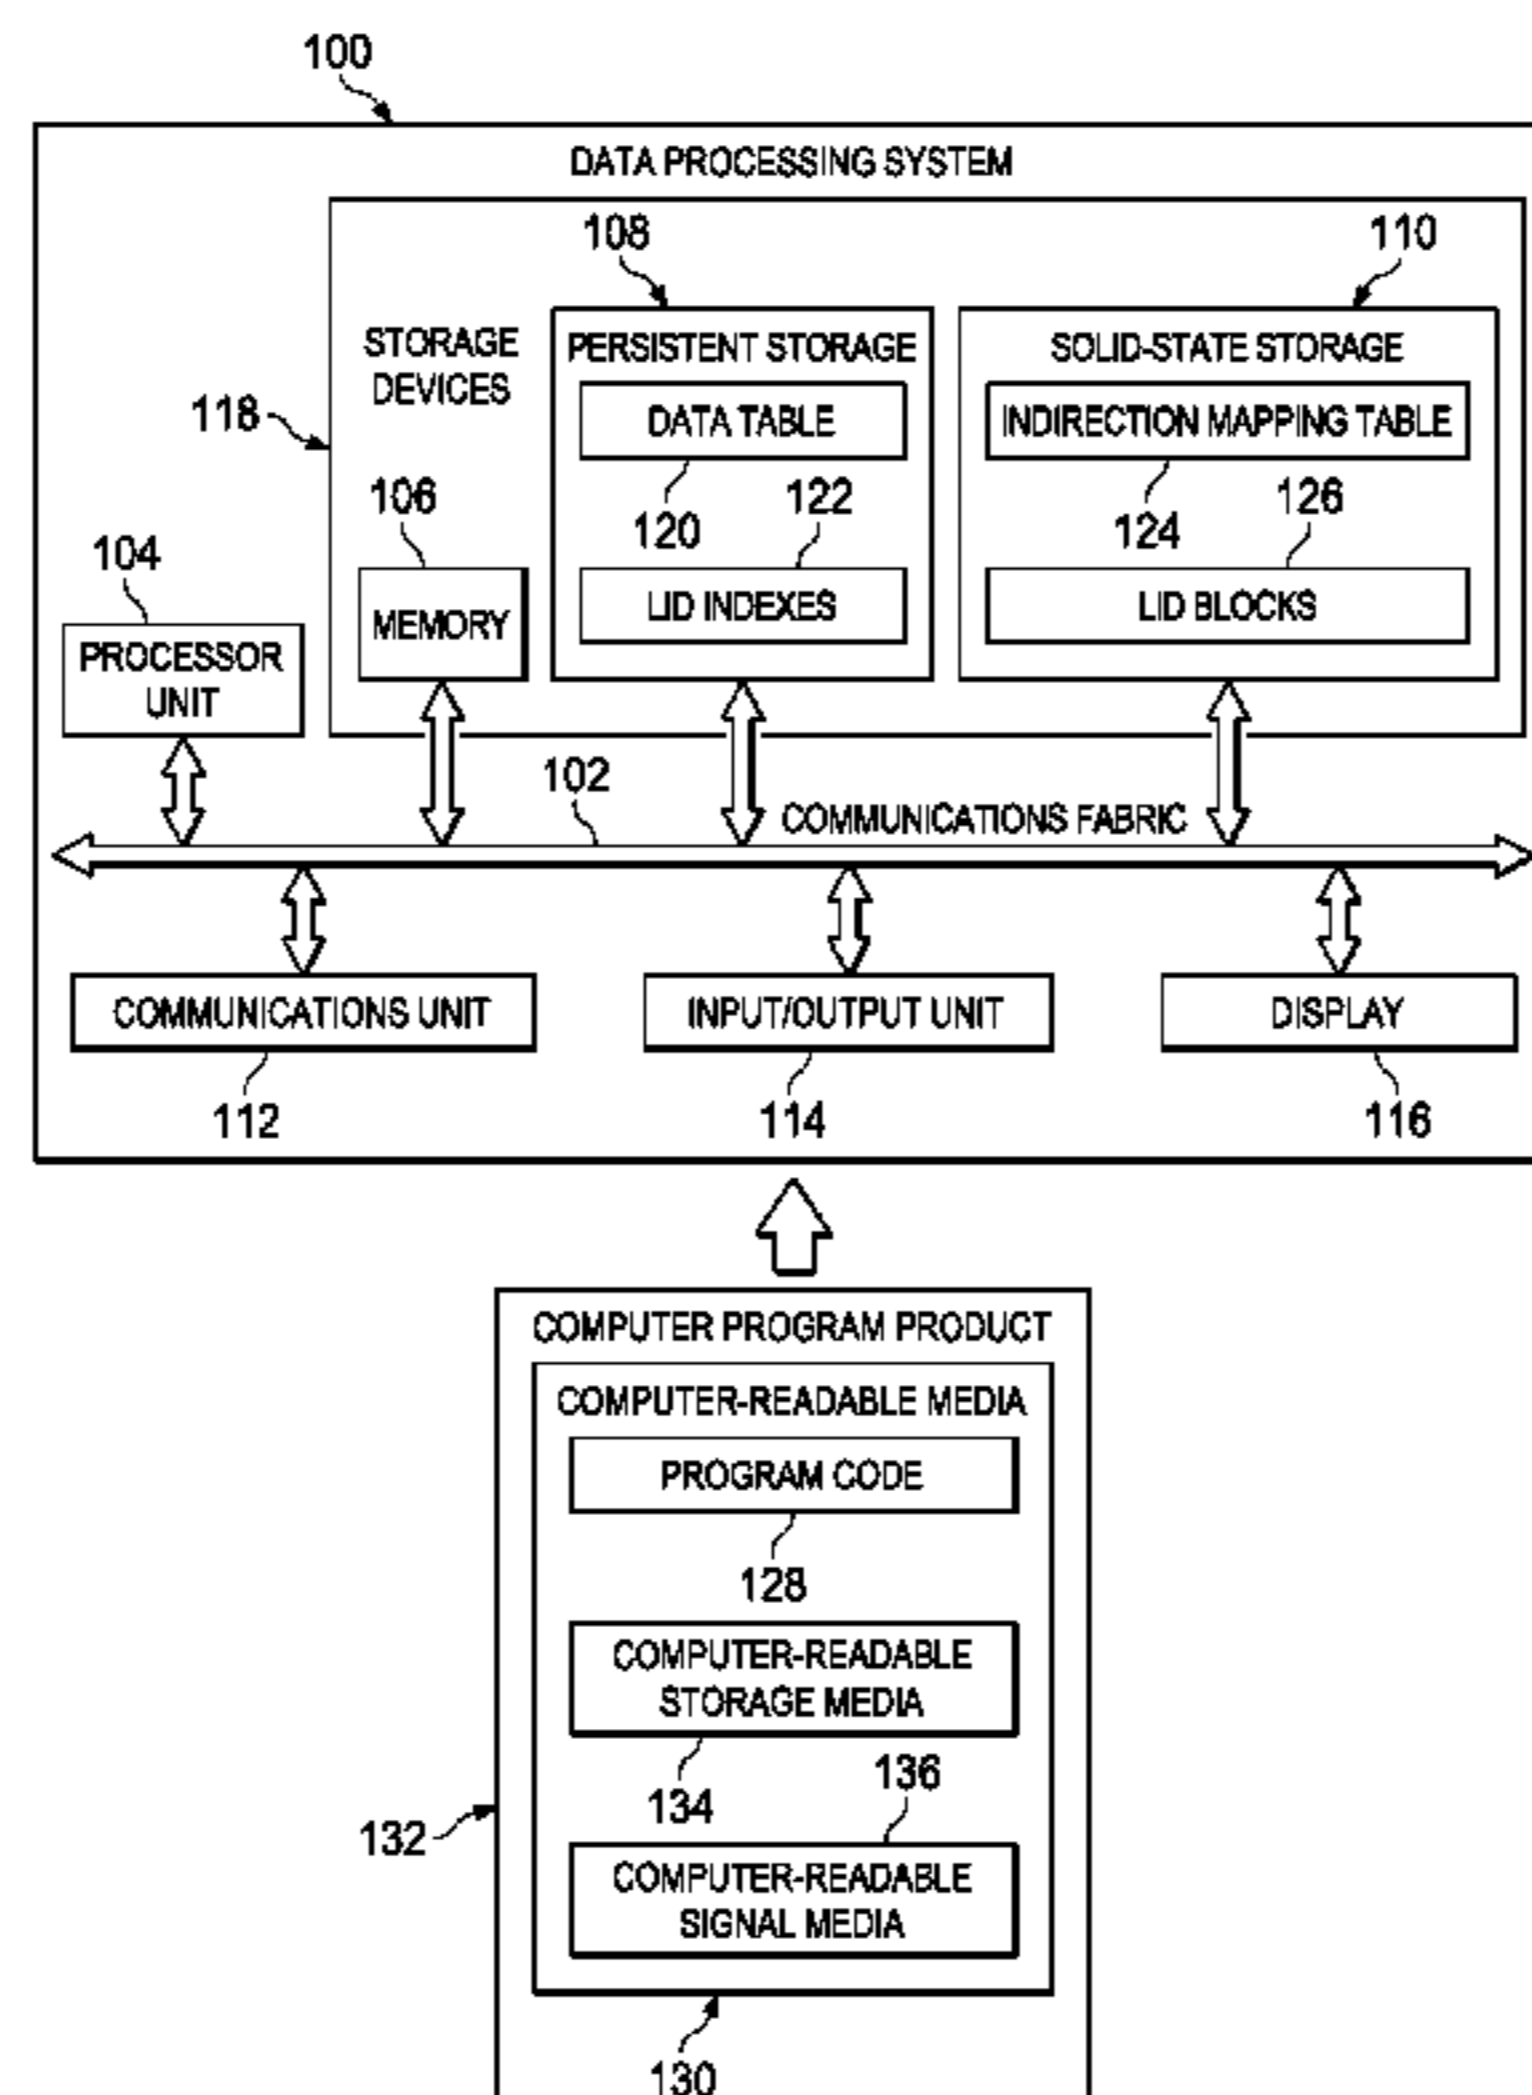 100
DATA PROCESSING SYSTEM
108
110
STORAGE
DEVICES
PERSISTENT STORAGE
SOLID-STATE STORAGE
118
DATA TABLE
INDIRECTION MAPPING TABLE
106
120
122
124
126
104
MEMORY
LID INDEXES
LID BLOCKS
PROCESSOR
UNIT
102
COMMUNICATIONS FABRIC
COMMUNICATIONS UNIT
INPUT/OUTPUT UNIT
DISPLAY
112
114
116
COMPUTER PROGRAM PRODUCT
COMPUTER-READABLE MEDIA
PROGRAM CODE
128
COMPUTER-READABLE
STORAGE MEDIA
134
136
132
COMPUTER-READABLE
SIGNAL MEDIA
130